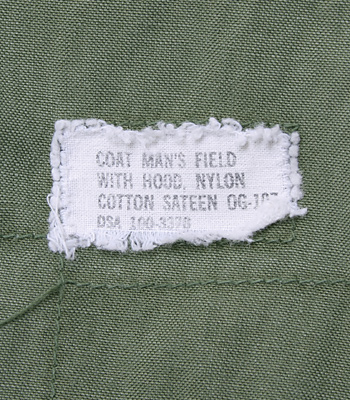 COAT MAN'S FIELD
WITH HOOD, NYLON
COTTON SATEEN OG-107
DSA 100-3378